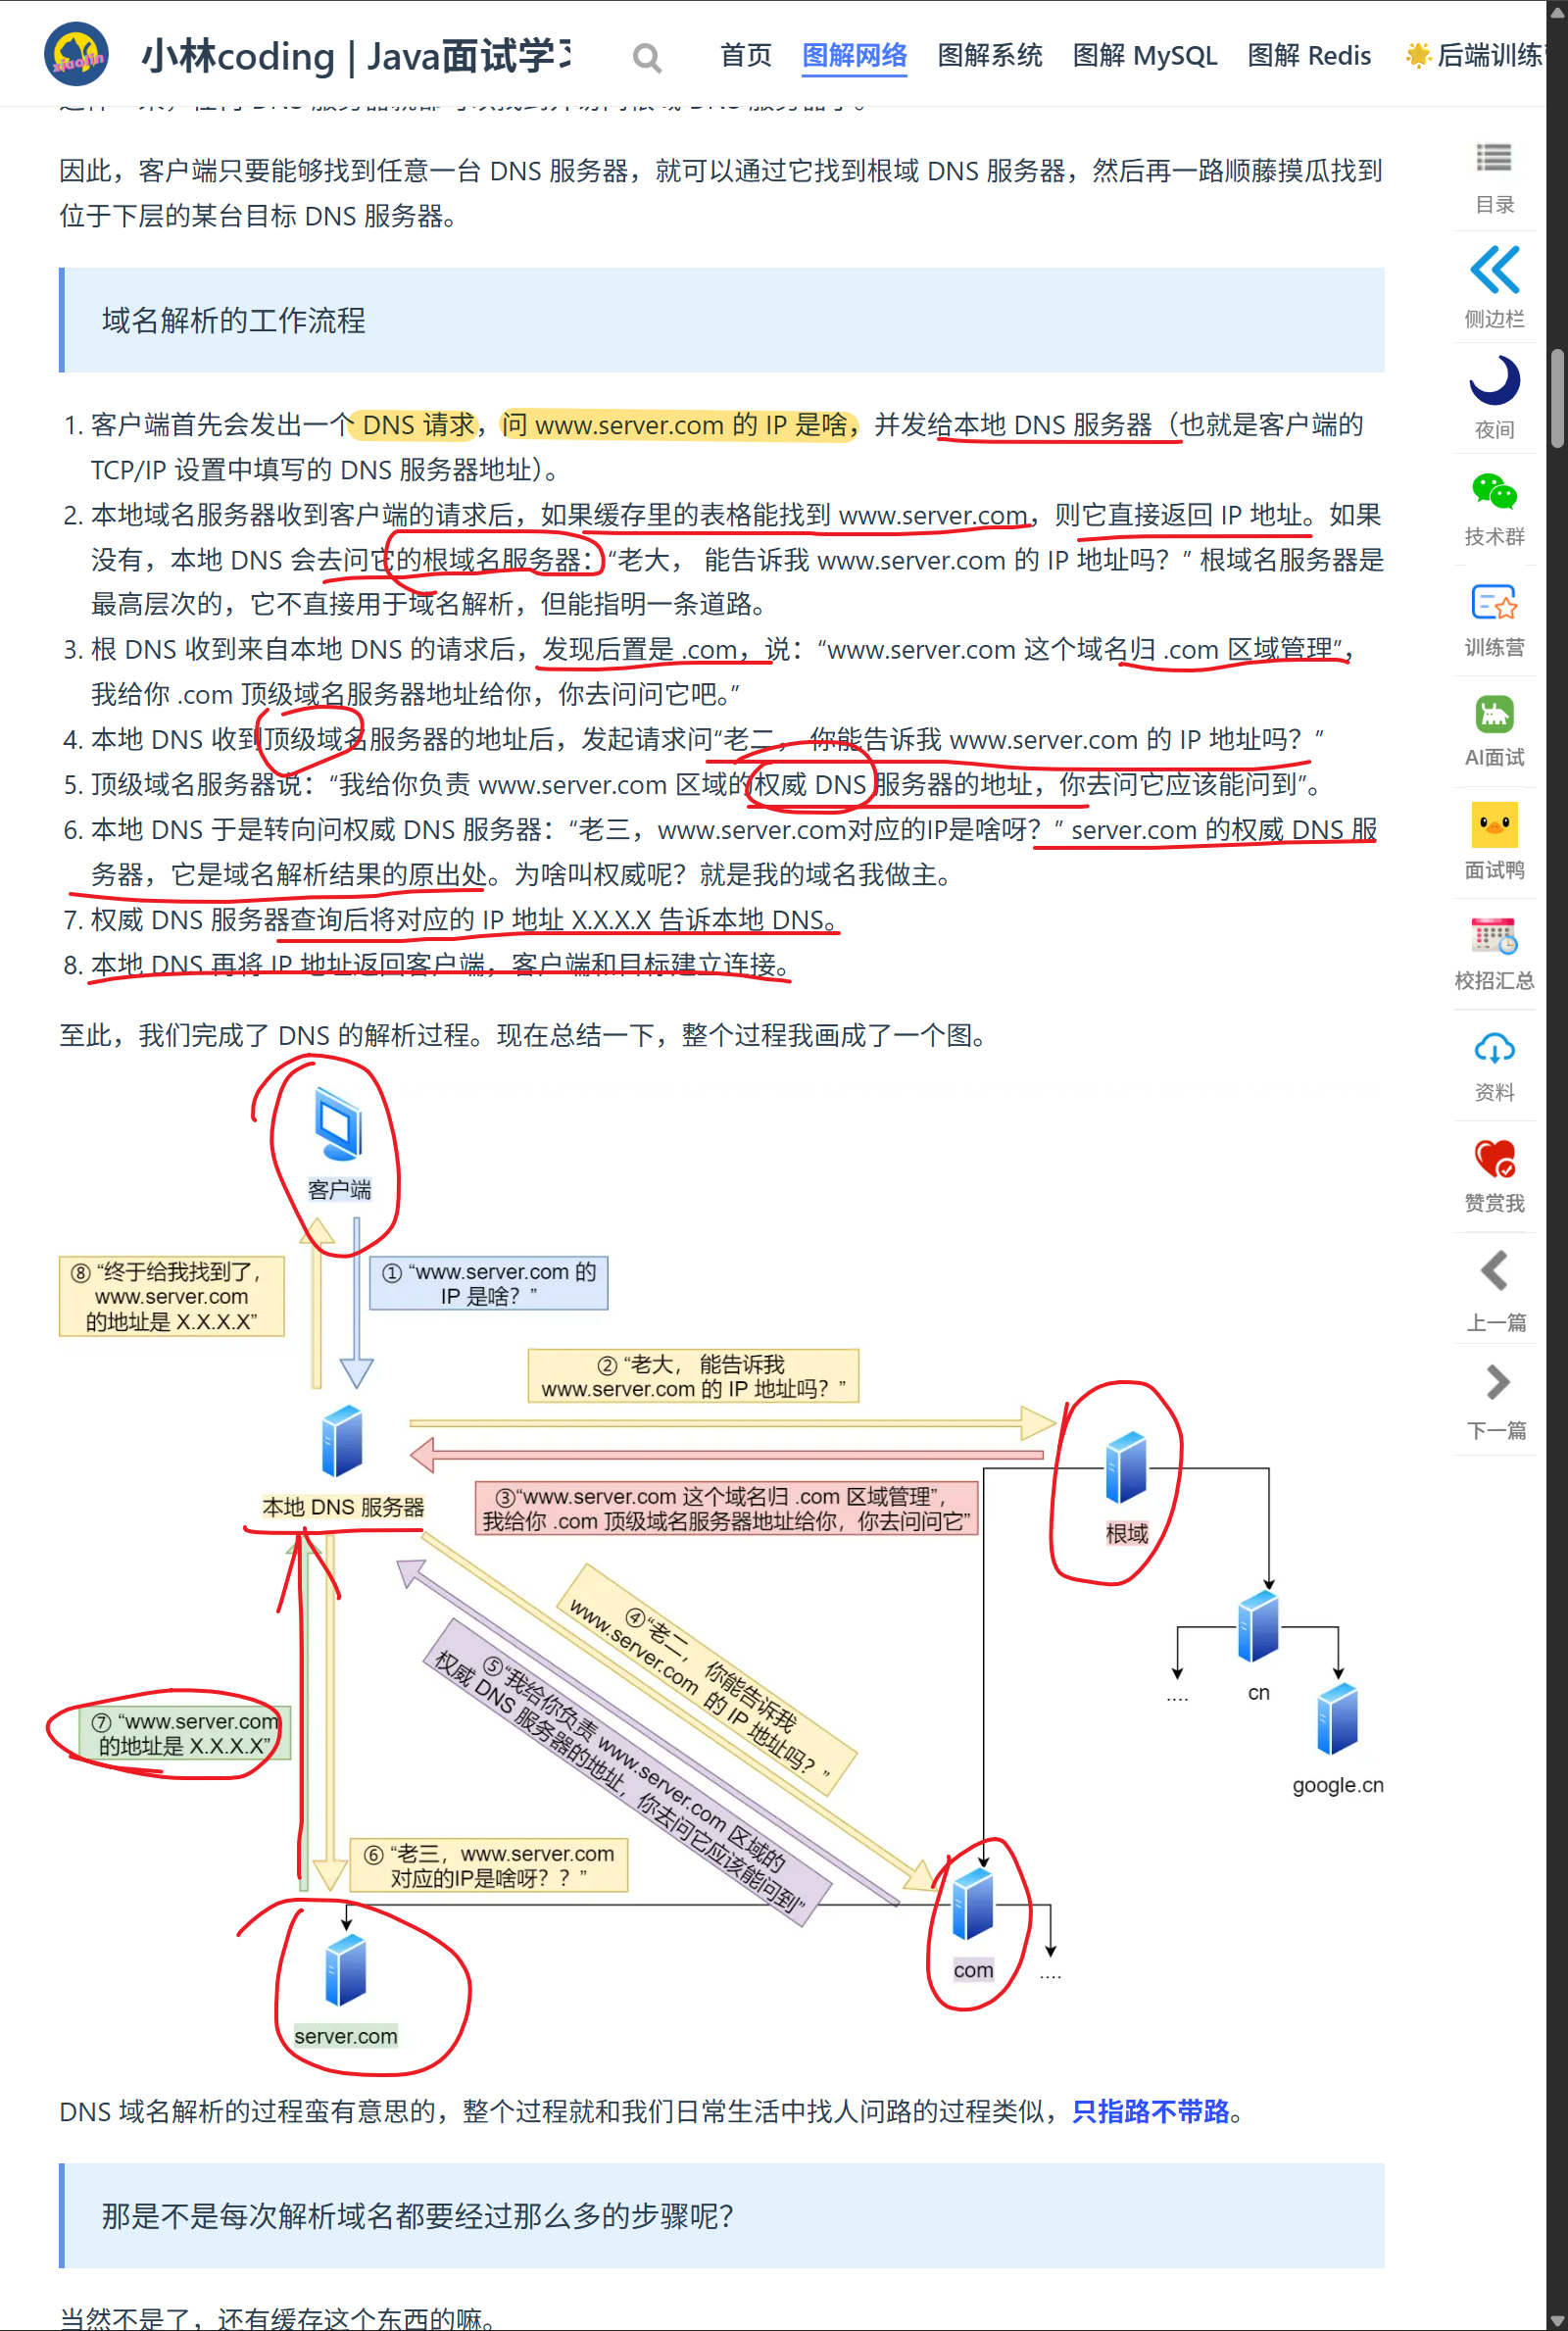 xiaolin
小林coding | Java面试学习
首页
图解网络
图解系统
图解 MySQL
图解 Redis
后端训练
因此，客户端只要能够找到任意一台 DNS 服务器，就可以通过它找到根域 DNS 服务器，然后再一路顺藤摸瓜找到
位于下层的某台目标 DNS 服务器。
域名解析的工作流程
1. 客户端首先会发出一个 DNS 请求，问 www.server.com 的 IP 是啥，并发给本地 DNS 服务器（也就是客户端的
TCP/IP 设置中填写的 DNS 服务器地址）。
2. 本地域名服务器收到客户端的请求后，如果缓存里的表格能找到 www.server.com，则它直接返回 IP 地址。如果
没有，本地 DNS 会去问它的根域名服务器：“老大， 能告诉我 www.server.com 的 IP 地址吗？” 根域名服务器是
最高层次的，它不直接用于域名解析，但能指明一条道路。
3. 根 DNS 收到来自本地 DNS 的请求后，发现后置是 .com，说：“www.server.com 这个域名归 .com 区域管理”，
我给你 .com 顶级域名服务器地址给你，你去问问它吧。”
4. 本地 DNS 收到顶级域名服务器的地址后，发起请求问“老二， 你能告诉我 www.server.com 的 IP 地址吗？”
5. 顶级域名服务器说：“我给你负责 www.server.com 区域的权威 DNS 服务器的地址，你去问它应该能问到”。
6. 本地 DNS 于是转向问权威 DNS 服务器：“老三，www.server.com对应的IP是啥呀？” server.com 的权威 DNS 服
务器，它是域名解析结果的原出处。为啥叫权威呢？就是我的域名我做主。
7. 权威 DNS 服务器查询后将对应的 IP 地址 X.X.X.X 告诉本地 DNS。
8. 本地 DNS 再将 IP 地址返回客户端，客户端和目标建立连接。
至此，我们完成了 DNS 的解析过程。现在总结一下，整个过程我画成了一个图。
客户端
⑧ “终于给我找到了，
www.server.com
的地址是 X.X.X.X”
① “www.server.com 的
IP 是啥？”
② “老大， 能告诉我
www.server.com 的 IP 地址吗？”
本地 DNS 服务器
③“www.server.com 这个域名归 .com 区域管理”，
我给你 .com 顶级域名服务器地址给你，你去问问它”
根域
④“老二， 你能告诉我
www.server.com 的 IP 地址吗？”
⑤“我给你负责 www.server.com 区域的
权威 DNS 服务器的地址，你去问它应该能问到”
....
cn
google.cn
⑦ “www.server.com
的地址是 X.X.X.X”
⑥ “老三，www.server.com
对应的IP是啥呀？？”
com
....
server.com
DNS 域名解析的过程蛮有意思的，整个过程就和我们日常生活中找人问路的过程类似，只指路不带路。
那是不是每次解析域名都要经过那么多的步骤呢？
当然不是了，还有缓存这个东西的嘛。
目录
侧边栏
夜间
技术群
训练营
AI面试
面试鸭
校招汇总
资料
赞赏我
上一篇
下一篇